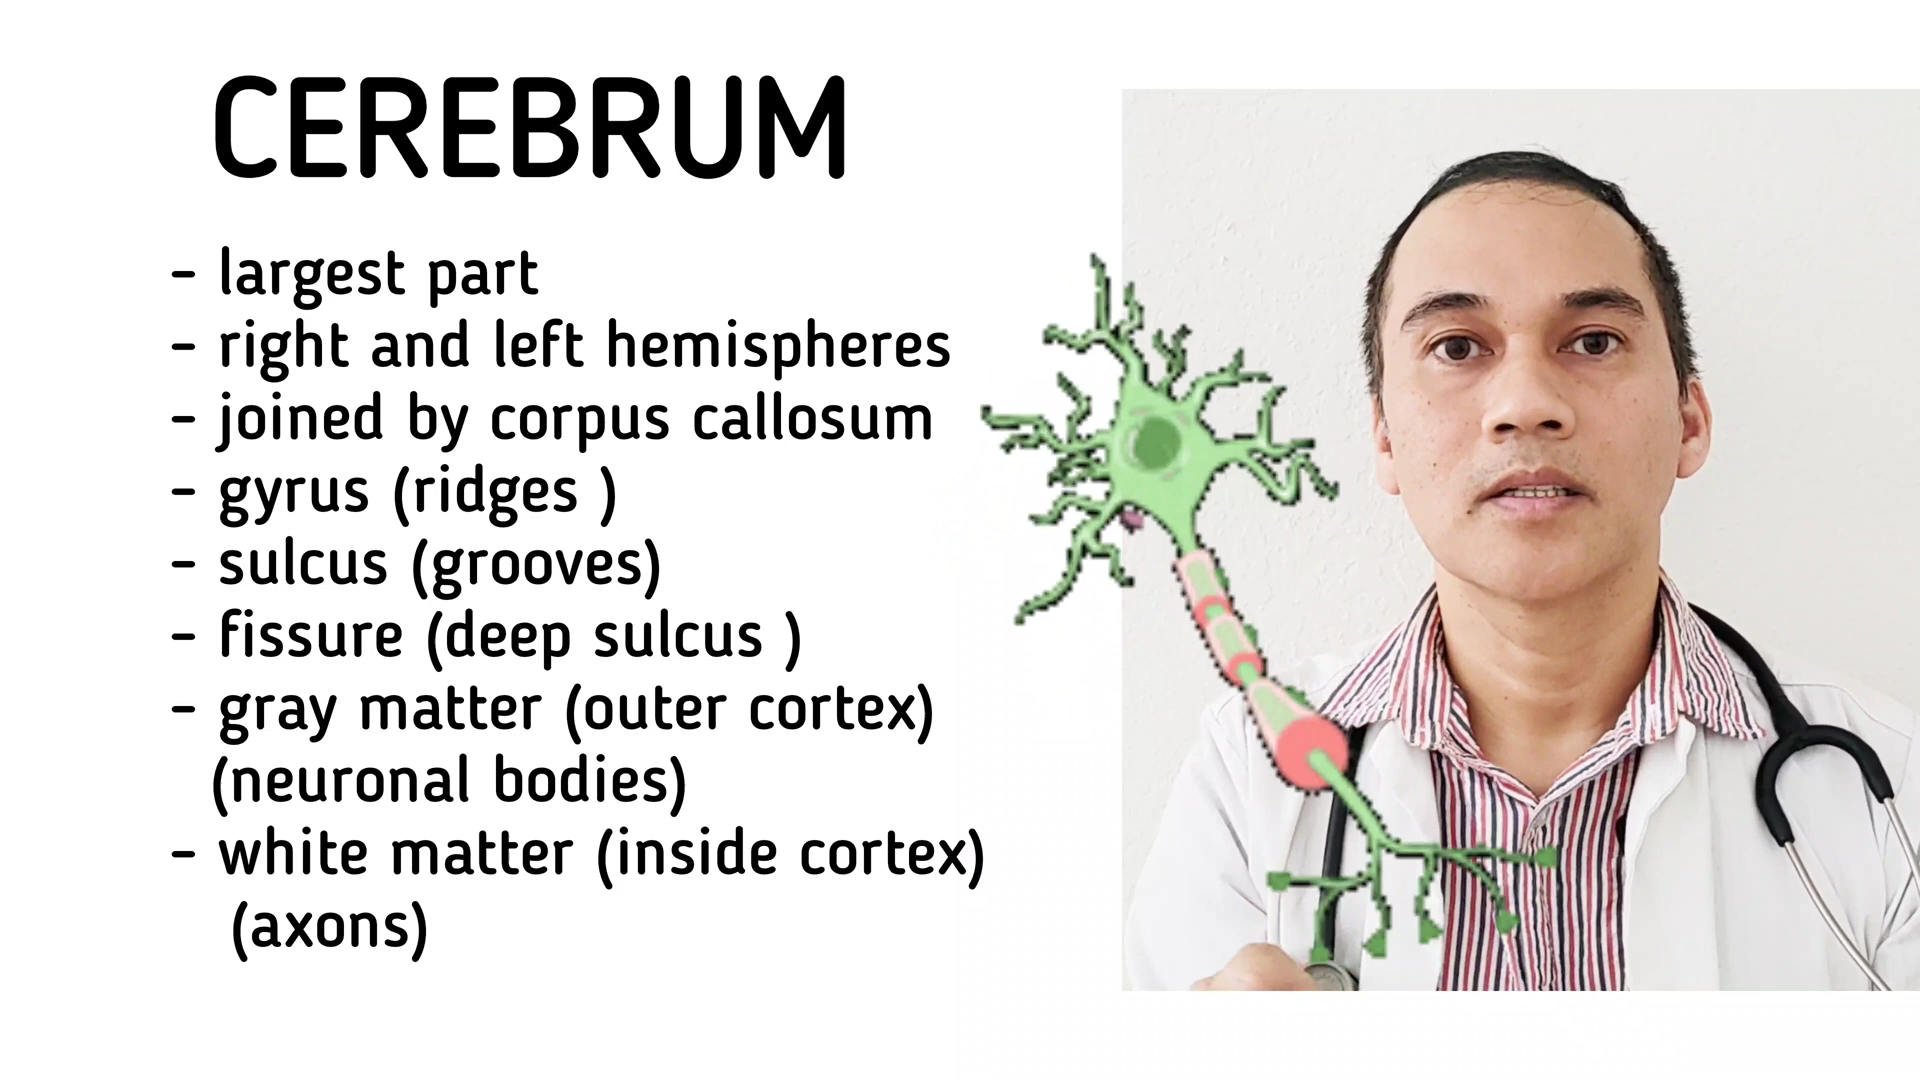 CEREBRUM
- largest part
- right and left hemispheres
- joined by corpus callosum
- gyrus (ridges )
- sulcus (grooves)
- fissure (deep sulcus )
- gray matter (outer cortex)
(neuronal bodies)
- white matter (inside cortex)
(axons)